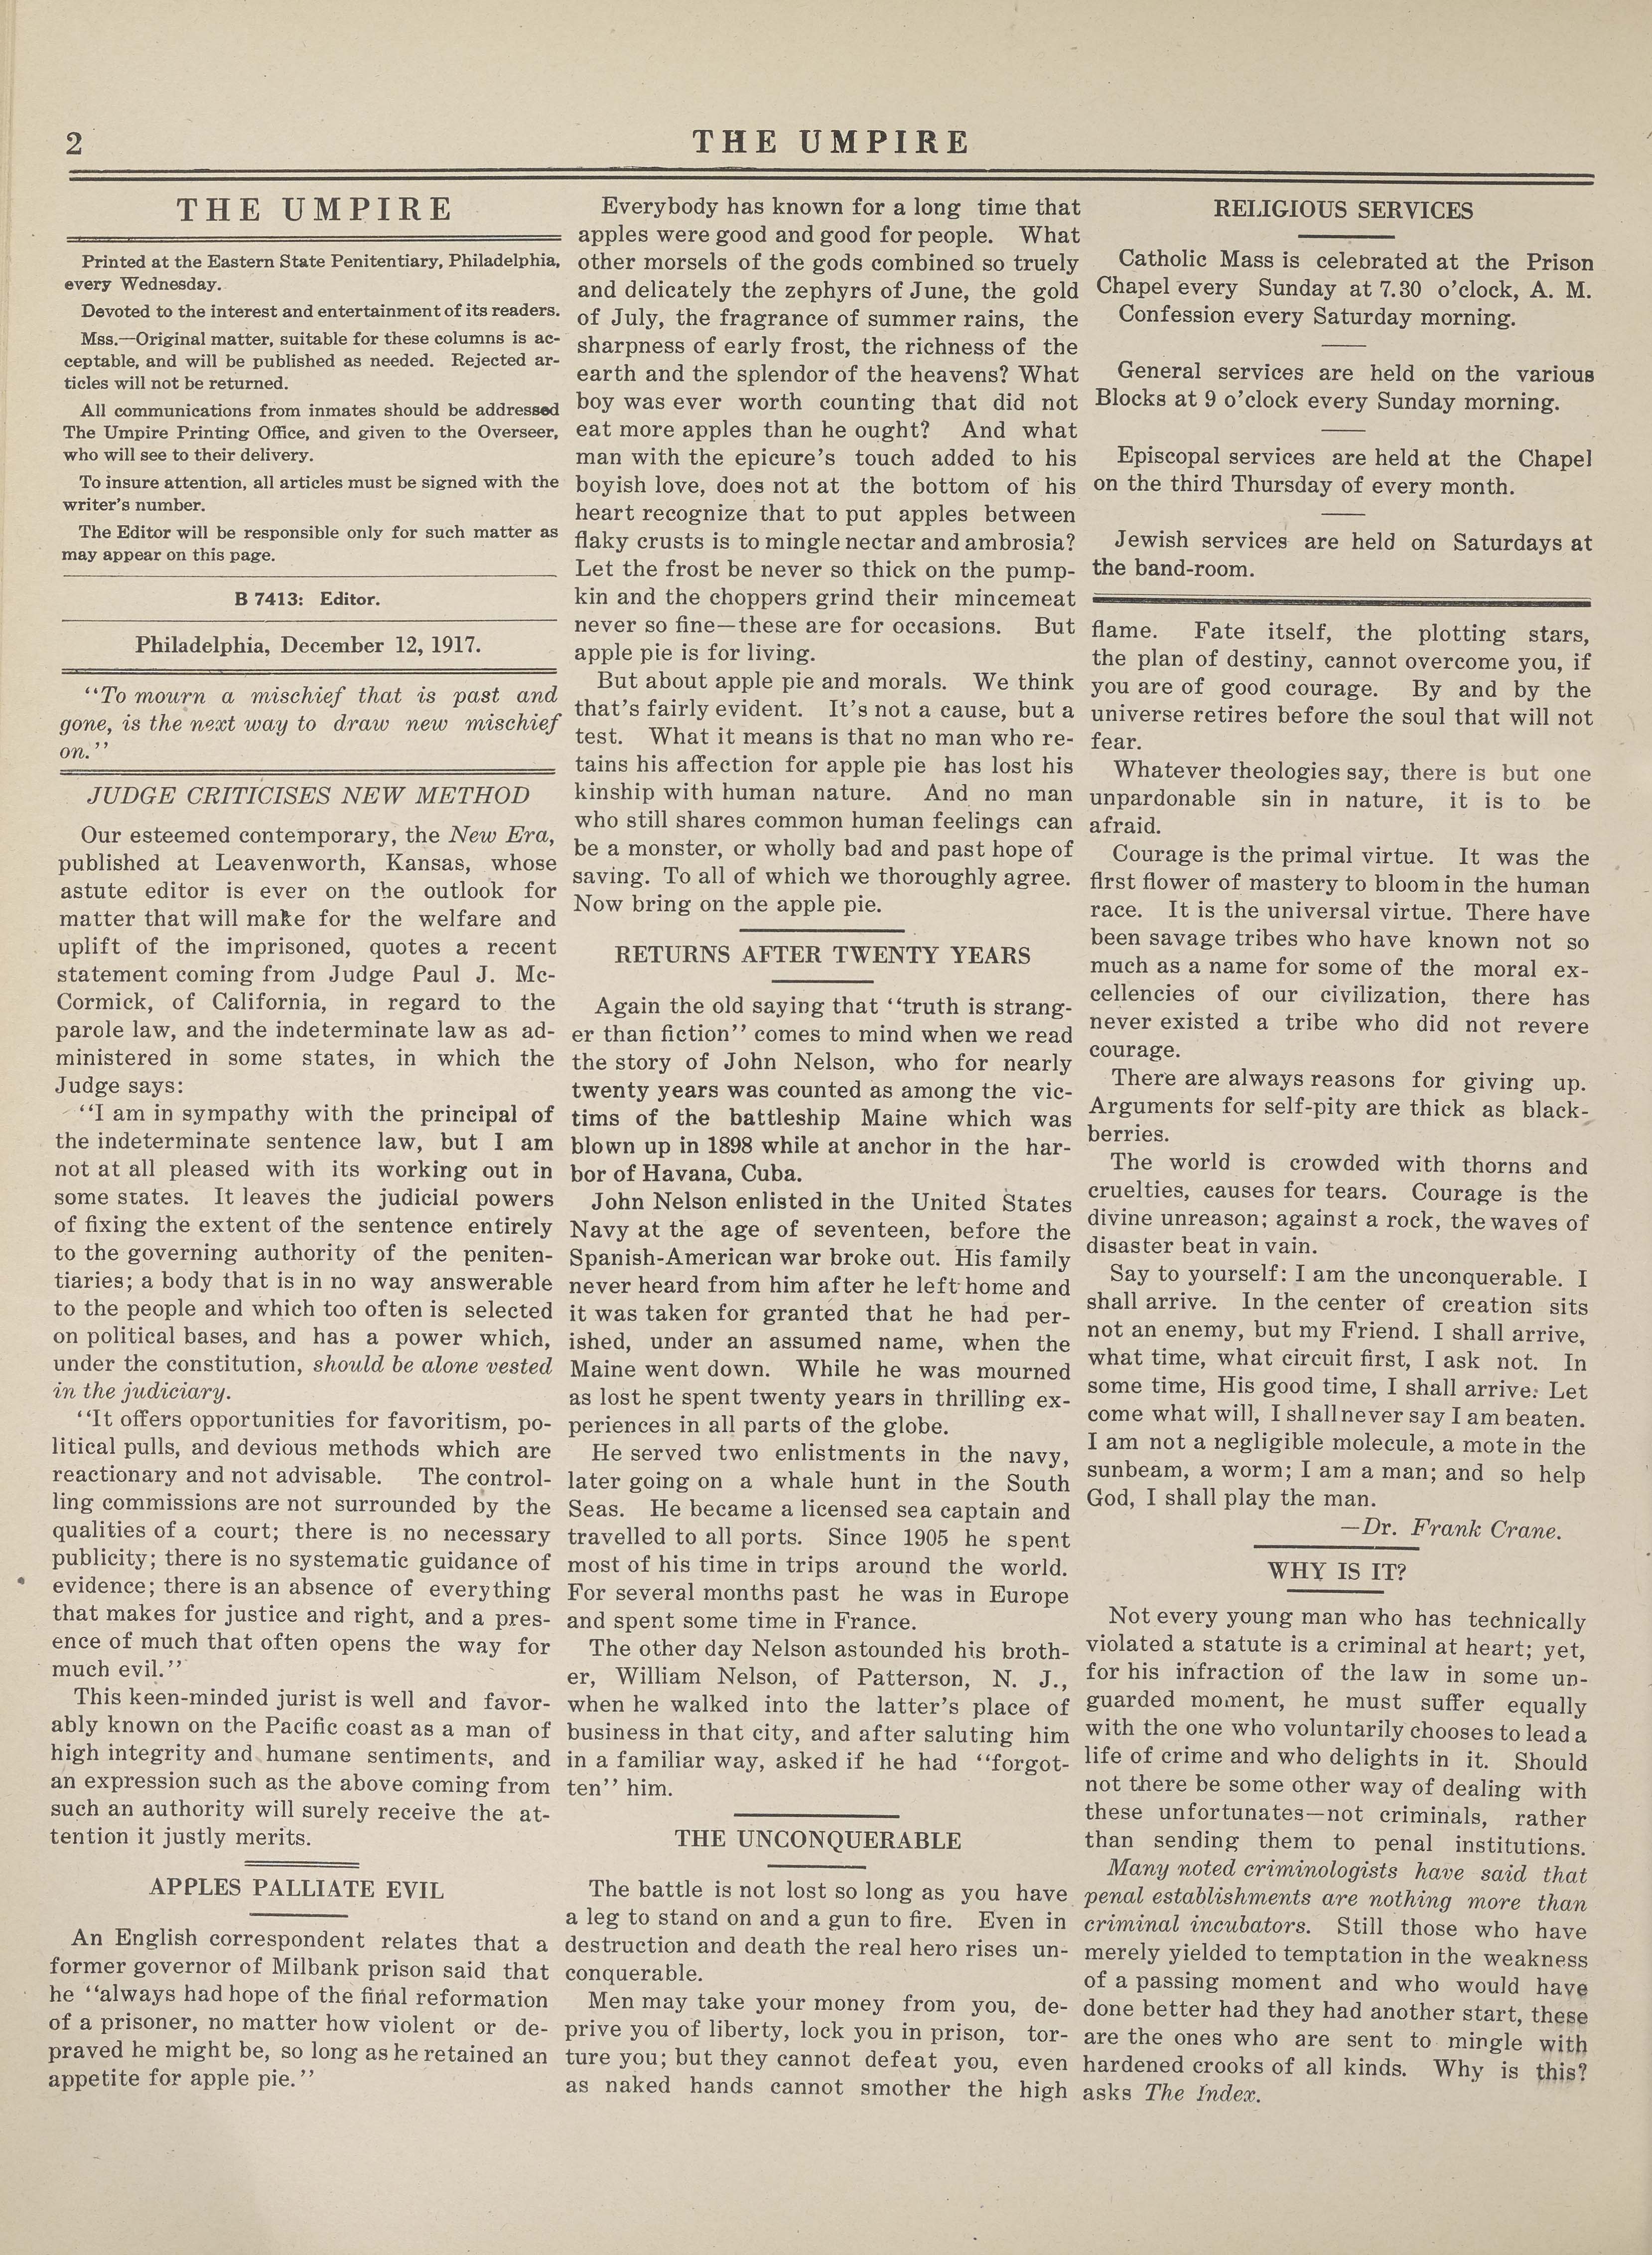 2
THE UMPIRE
THE UMPIRE
Printed at the Eastern State Penitentiary, Philadelphia,
every Wednesday.
Devoted to the interest and entertainment of its readers.
Mss.—Original matter, suitable for these columns is ac-
ceptable, and will be published as needed. Rejected ar-
ticles will not be returned.
All communications from inmates should be addressed
The Umpire Printing Office, and given to the Overseer,
who will see to their delivery.
To insure attention, all articles must be signed with the
writer's number.
The Editor will be responsible only for such matter as
may appear on this page.
B 7413: Editor.
Philadelphia, December 12, 1917.
"To mourn a mischief that is past and
gone, is the next way to draw new mischief
on."
JUDGE CRITICISES NEW METHOD
Our esteemed contemporary, the New Era,
published at Leavenworth, Kansas, whose
astute editor is ever on the outlook for
matter that will make for the welfare and
uplift of the imprisoned, quotes a recent
statement coming from Judge Paul J. Mc-
Cormick, of California, in regard to the
parole law, and the indeterminate law as ad-
ministered in some states, in which the
Judge says:
"I am in sympathy with the principal of
the indeterminate sentence law, but I am
not at all pleased with its working out in
some states. It leaves the judicial powers
of fixing the extent of the sentence entirely
to the governing authority of the peniten-
tiaries; a body that is in no way answerable
to the people and which too often is selected
on political bases, and has a power which,
under the constitution, should be alone vested
in the judiciary.
"It offers opportunities for favoritism, po-
litical pulls, and devious methods which are
reactionary and not advisable. The control-
ling commissions are not surrounded by the
qualities of a court; there is no necessary
publicity; there is no systematic guidance of
evidence; there is an absence of everything
that makes for justice and right, and a pres-
ence of much that often opens the way for
much evil."
This keen-minded jurist is well and favor-
ably known on the Pacific coast as a man of
high integrity and humane sentiments, and
an expression such as the above coming from
such an authority will surely receive the at-
tention it justly merits.
APPLES PALLIATE EVIL
An English correspondent relates that a
former governor of Milbank prison said that
he "always had hope of the final reformation
of a prisoner, no matter how violent or de-
praved he might be, so long as he retained an
appetite for apple pie."
Everybody has known for a long time that
apples were good and good for people. What
other morsels of the gods combined so truely
and delicately the zephyrs of June, the gold
of July, the fragrance of summer rains, the
sharpness of early frost, the richness of the
earth and the splendor of the heavens? What
boy was ever worth counting that did not
eat more apples than he ought? And what
man with the epicure's touch added to his
boyish love, does not at the bottom of his
heart recognize that to put apples between
flaky crusts is to mingle nectar and ambrosia?
Let the frost be never so thick on the pump-
kin and the choppers grind their mincemeat
never so fine—these are for occasions. But
apple pie is for living.
But about apple pie and morals. We think
that's fairly evident. It's not a cause, but a
test. What it means is that no man who re-
tains his affection for apple pie has lost his
kinship with human nature. And no man
who still shares common human feelings can
be a monster, or wholly bad and past hope of
saving. To all of which we thoroughly agree.
Now bring on the apple pie.
RETURNS AFTER TWENTY YEARS
Again the old saying that "truth is strang-
er than fiction" comes to mind when we read
the story of John Nelson, who for nearly
twenty years was counted as among the vic-
tims of the battleship Maine which was
blown up in 1898 while at anchor in the har-
bor of Havana, Cuba.
John Nelson enlisted in the United States
Navy at the age of seventeen, before the
Spanish-American war broke out. His family
never heard from him after he left home and
it was taken for granted that he had per-
ished, under an assumed name, when the
Maine went down. While he was mourned
as lost he spent twenty years in thrilling ex-
periences in all parts of the globe.
He served two enlistments in the navy,
later going on a whale hunt in the South
Seas. He became a licensed sea captain and
travelled to all ports. Since 1905 he spent
most of his time in trips around the world.
For several months past he was in Europe
and spent some time in France.
The other day Nelson astounded his broth-
er, William Nelson, of Patterson, N. J.,
when he walked into the latter's place of
business in that city, and after saluting him
in a familiar way, asked if he had "forgot-
ten" him.
THE UNCONQUERABLE
The battle is not lost so long as you have
a leg to stand on and a gun to fire. Even in
destruction and death the real hero rises un-
conquerable.
Men may take your money from you, de-
prive you of liberty, lock you in prison, tor-
ture you; but they cannot defeat you, even
as naked hands cannot smother the high
RELIGIOUS SERVICES
Catholic Mass is celebrated at the Prison
Chapel every Sunday at 7.30 o'clock, A. M.
Confession every Saturday morning.
General services are held on the various
Blocks at 9 o'clock every Sunday morning.
Episcopal services are held at the Chapel
on the third Thursday of every month.
Jewish services are held on Saturdays at
the band-room.
flame. Fate itself, the plotting stars,
the plan of destiny, cannot overcome you, if
you are of good courage. By and by the
universe retires before the soul that will not
fear.
Whatever theologies say, there is but one
unpardonable sin in nature, it is to be
afraid.
Courage is the primal virtue. It was the
first flower of mastery to bloom in the human
race. It is the universal virtue. There have
been savage tribes who have known not so
much as a name for some of the moral ex-
cellencies of our civilization, there has
never existed a tribe who did not revere
courage.
There are always reasons for giving up.
Arguments for self-pity are thick as black-
berries.
The world is crowded with thorns and
cruelties, causes for tears. Courage is the
divine unreason; against a rock, the waves of
disaster beat in vain.
Say to yourself: I am the unconquerable. I
shall arrive. In the center of creation sits
not an enemy, but my Friend. I shall arrive,
what time, what circuit first, I ask not. In
some time, His good time, I shall arrive. Let
come what will, I shall never say I am beaten.
I am not a negligible molecule, a mote in the
sunbeam, a worm; I am a man; and so help
God, I shall play the man.
—Dr. Frank Crane.
WHY IS IT?
Not every young man who has technically
violated a statute is a criminal at heart; yet,
for his infraction of the law in some un-
guarded moment, he must suffer equally
with the one who voluntarily chooses to lead a
life of crime and who delights in it. Should
not there be some other way of dealing with
these unfortunates—not criminals, rather
than sending them to penal institutions.
Many noted criminologists have said that
penal establishments are nothing more than
criminal incubators. Still those who have
merely yielded to temptation in the weakness
of a passing moment and who would have
done better had they had another start, these
are the ones who are sent to mingle with
hardened crooks of all kinds. Why is this?
asks The Index.